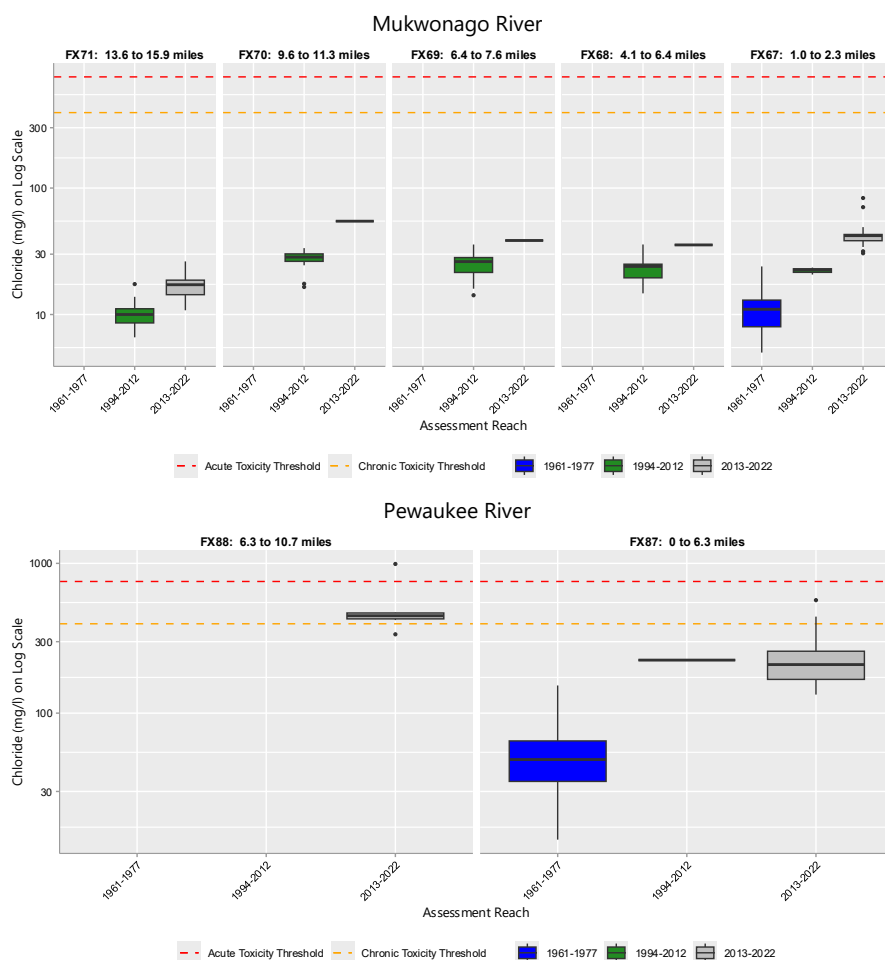 Mukwonago River
FX71: 13.6 to 15.9 miles FX70: 9.6 to 11.3 miles FX69: 6.4 to 7.6 miles FX68: 4.1 to 6.4 miles FX67: 1.0 to 2.3 miles
Chloride (mg/l) on Log Scale
300
100
30
10
1961-1977 1994-2012 2013-2022 1961-1977 1994-2012 2013-2022 1961-1977 1994-2012 2013-2022 1961-1977 1994-2012 2013-2022 1961-1977 1994-2012 2013-2022
Assessment Reach
Acute Toxicity Threshold Chronic Toxicity Threshold 1961-1977 1994-2012 2013-2022
Pewaukee River
FX88: 6.3 to 10.7 miles FX87: 0 to 6.3 miles
Chloride (mg/l) on Log Scale
1000
300
100
30
1961-1977 1994-2012 2013-2022 1961-1977 1994-2012 2013-2022
Assessment Reach
Acute Toxicity Threshold Chronic Toxicity Threshold 1961-1977 1994-2012 2013-2022